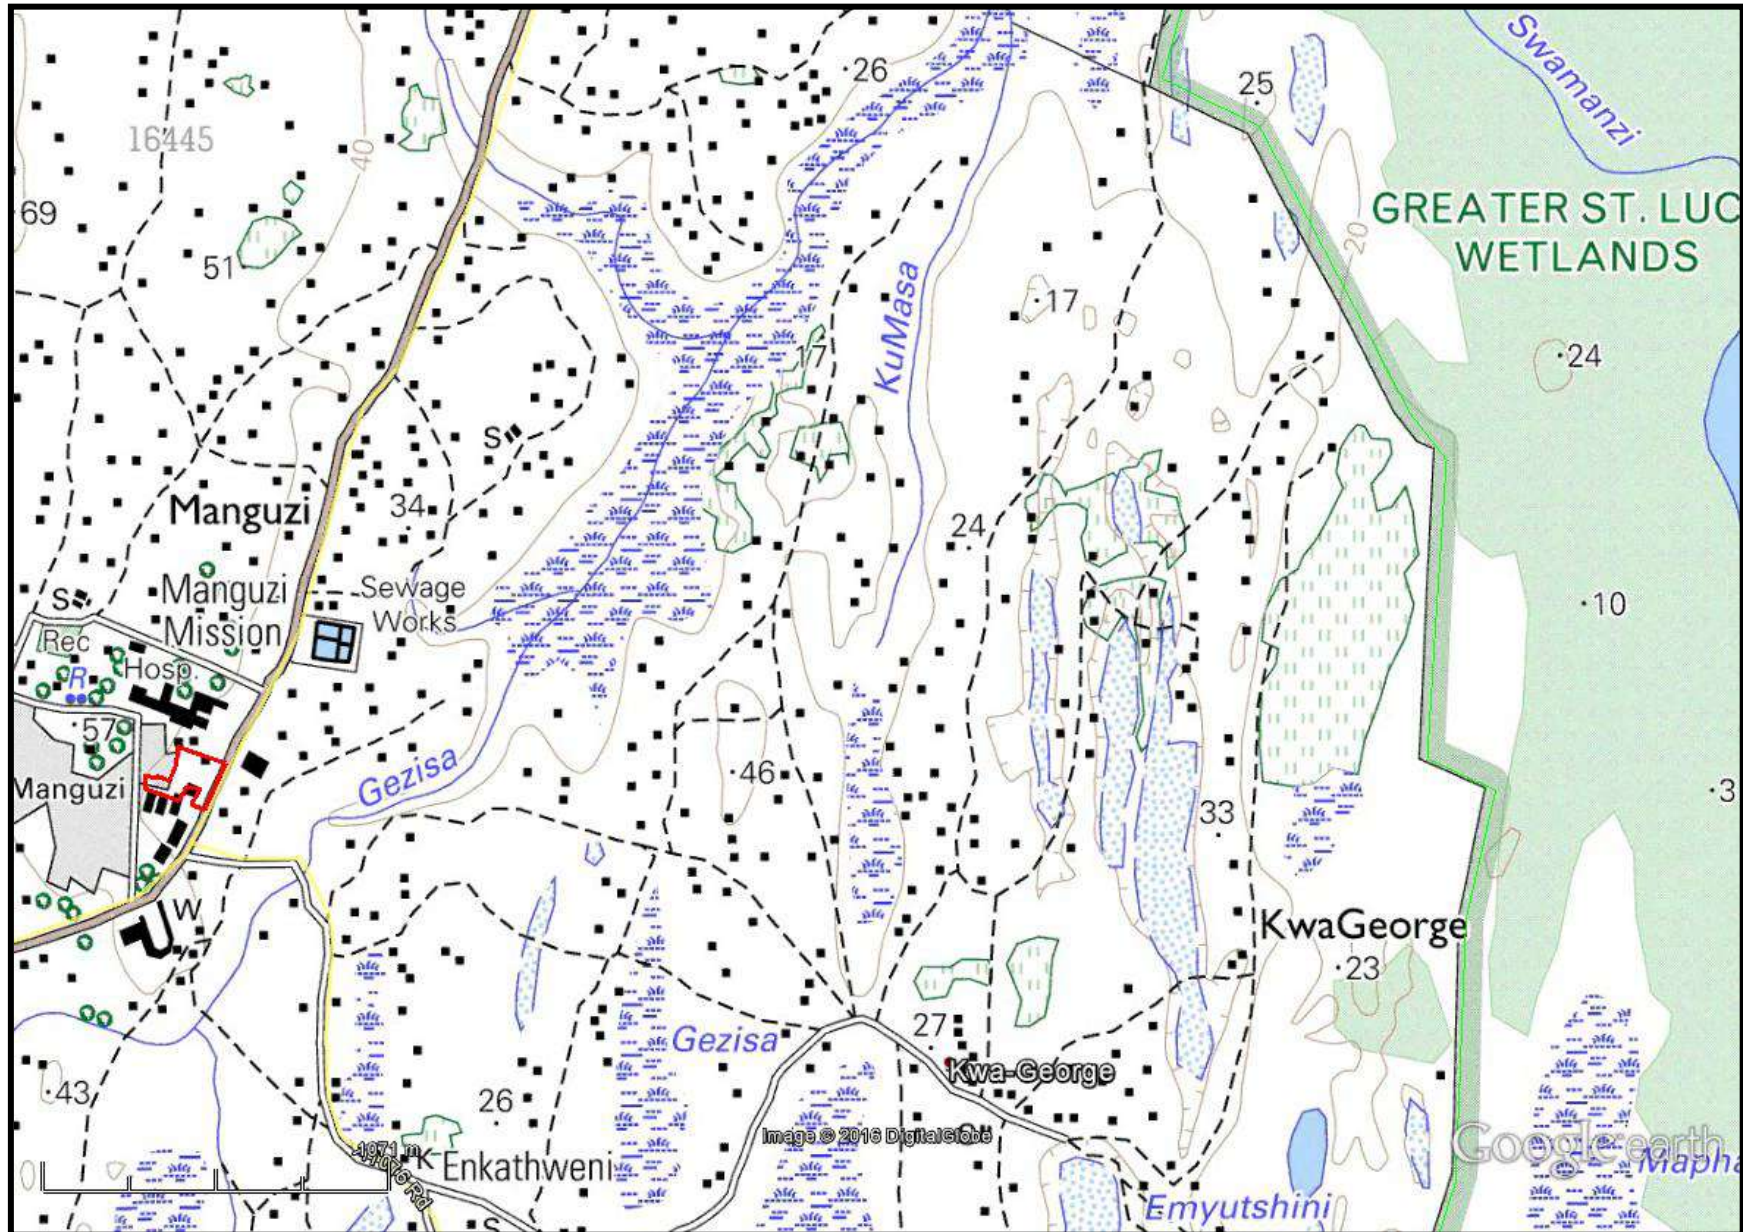 Swamanzi
26
25
16445
40
69
GREATER ST. LUC
WETLANDS
20
51
KuMasa
17
24
17
S
Manguzi
34
24
Manguzi
Mission
Sewage
Works
S
Rec
Hosp.
R
10
57
Manguzi
Gezisa
46
33
3
W
KwaGeorge
23
27
Gezisa
Kwa-George
43
26
Image © 2016 DigitalGlobe
1071 m
K
Enkathweni
Google earth
Mapha
Emyutshini
S